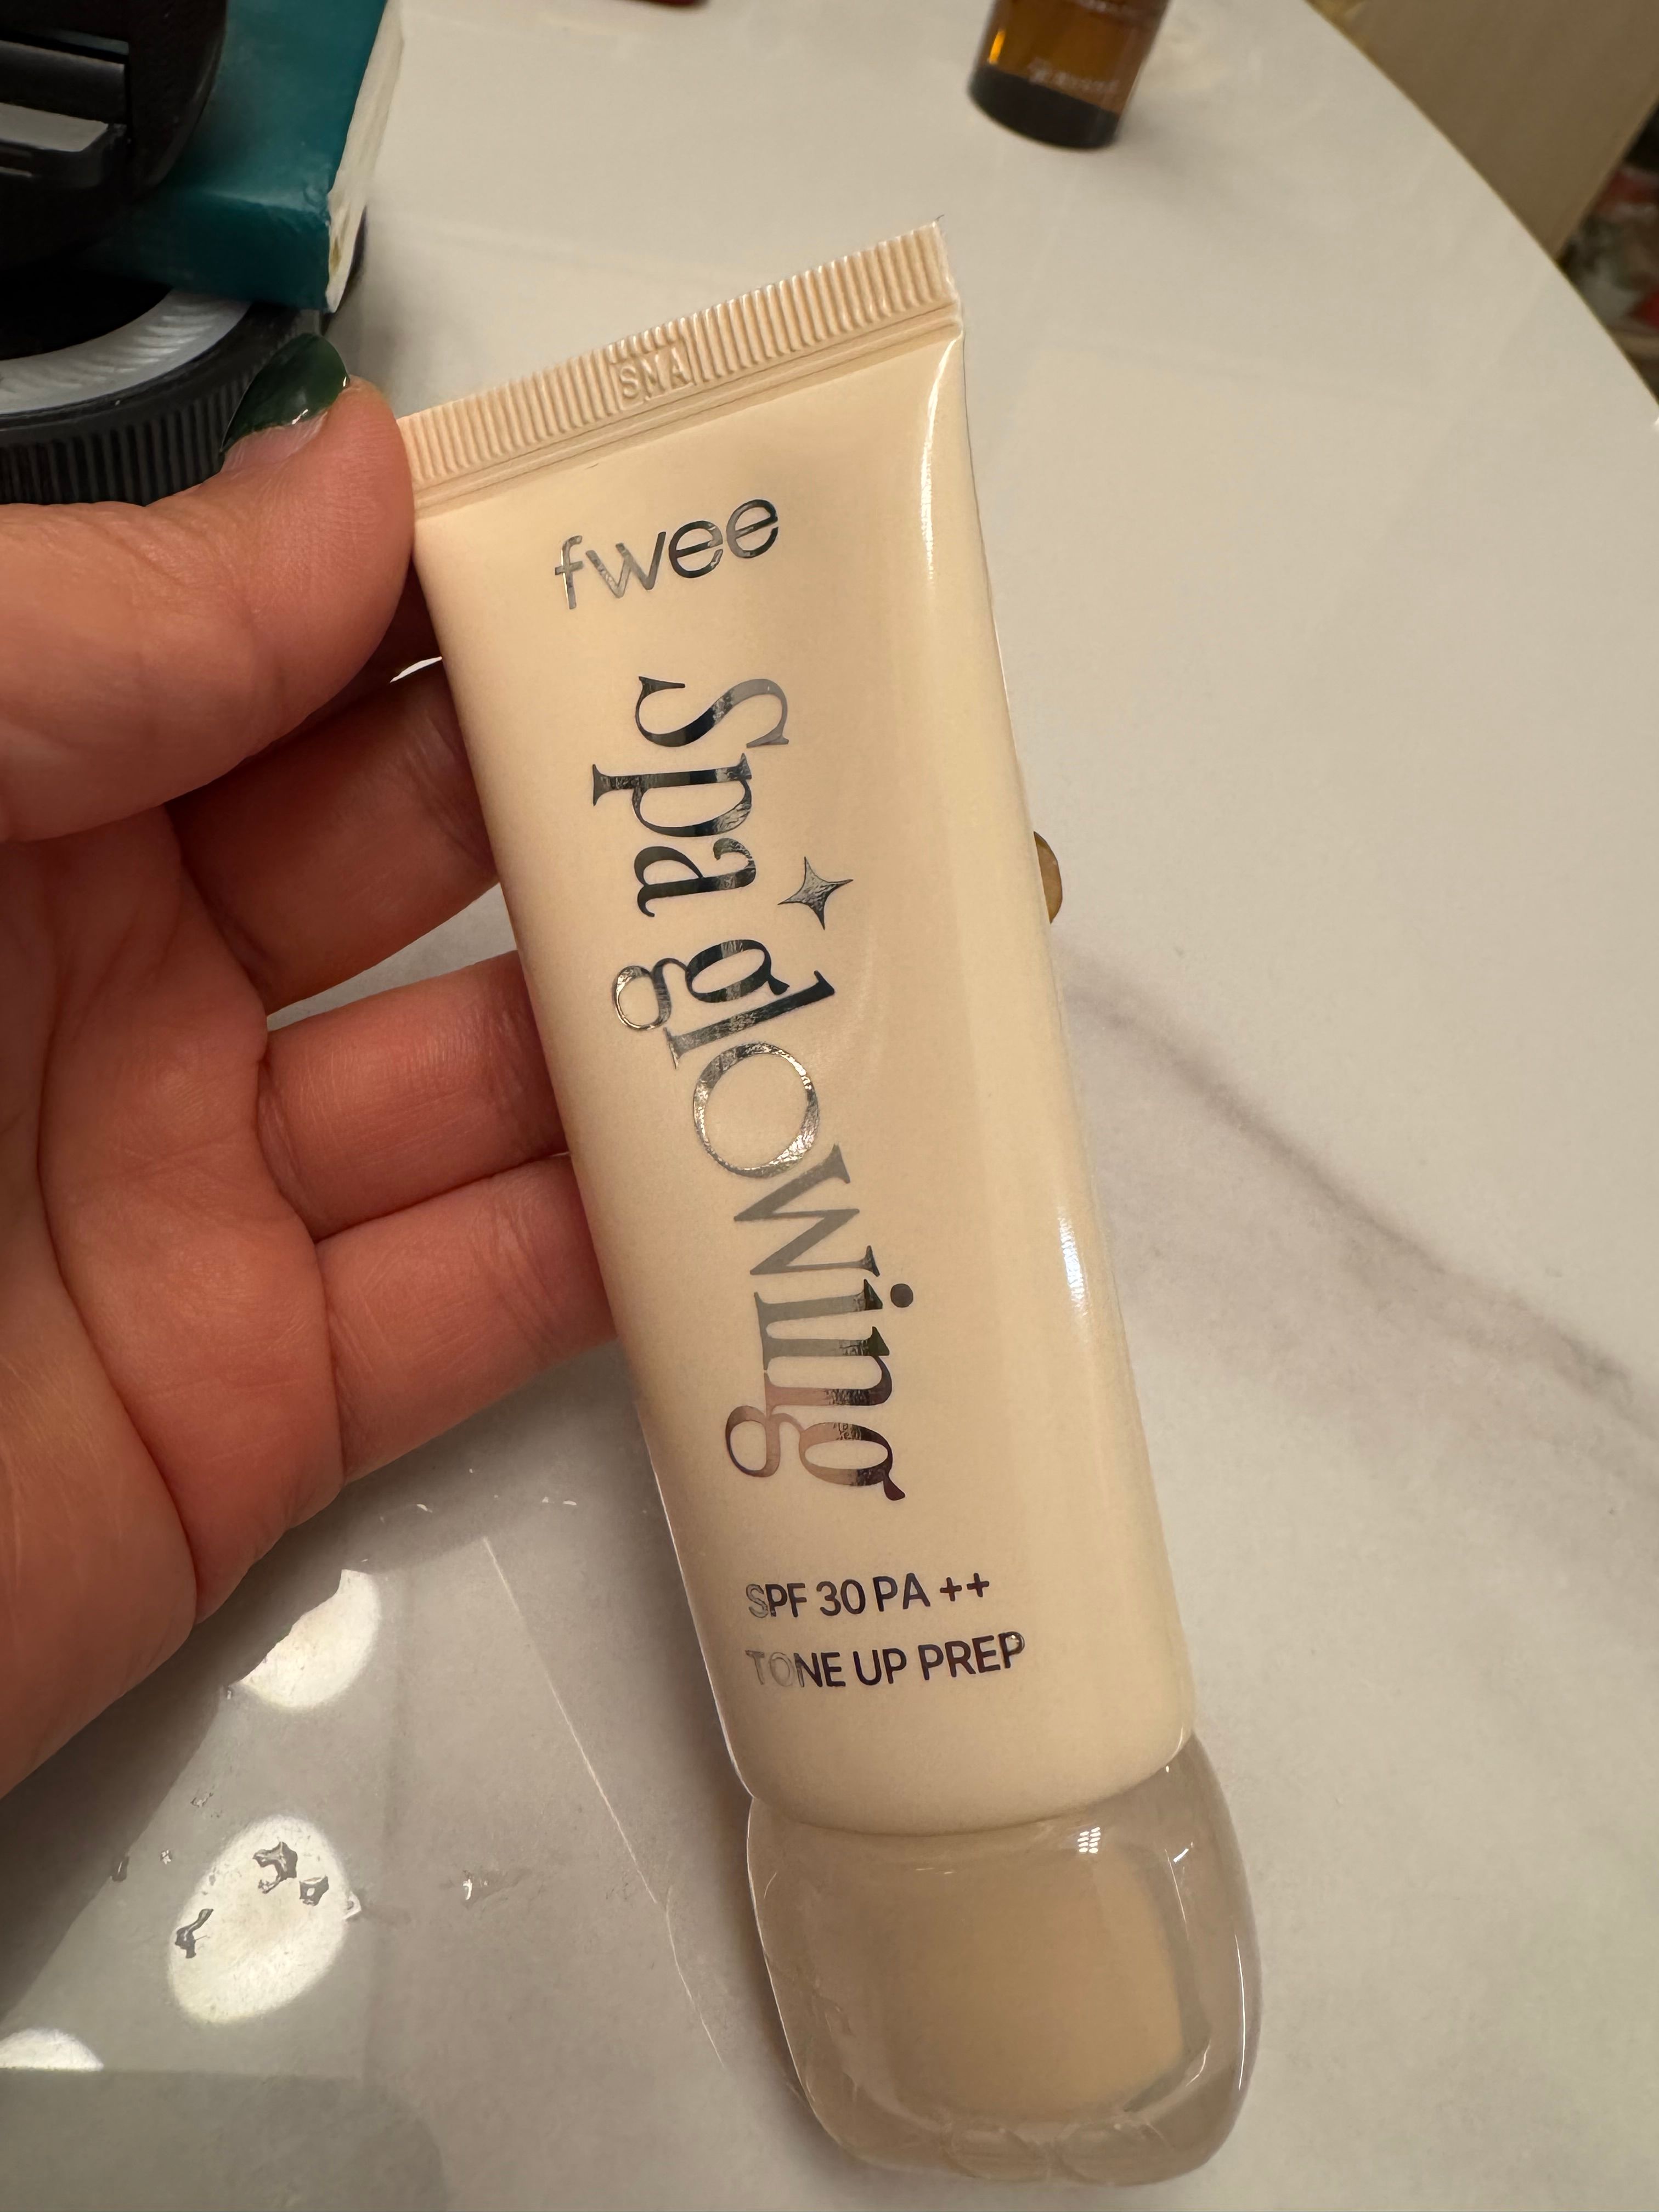 SMA
fwee
Spa glowing
SPF 30 PA ++
TONE UP PREP